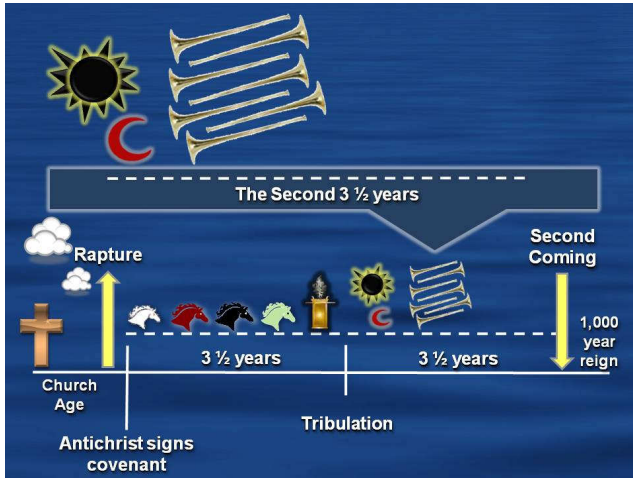 The Second 3 ½ years
Rapture
Second
Coming
3 ½ years
3 ½ years
1,000
year
reign
Church
Age
Tribulation
Antichrist signs
covenant